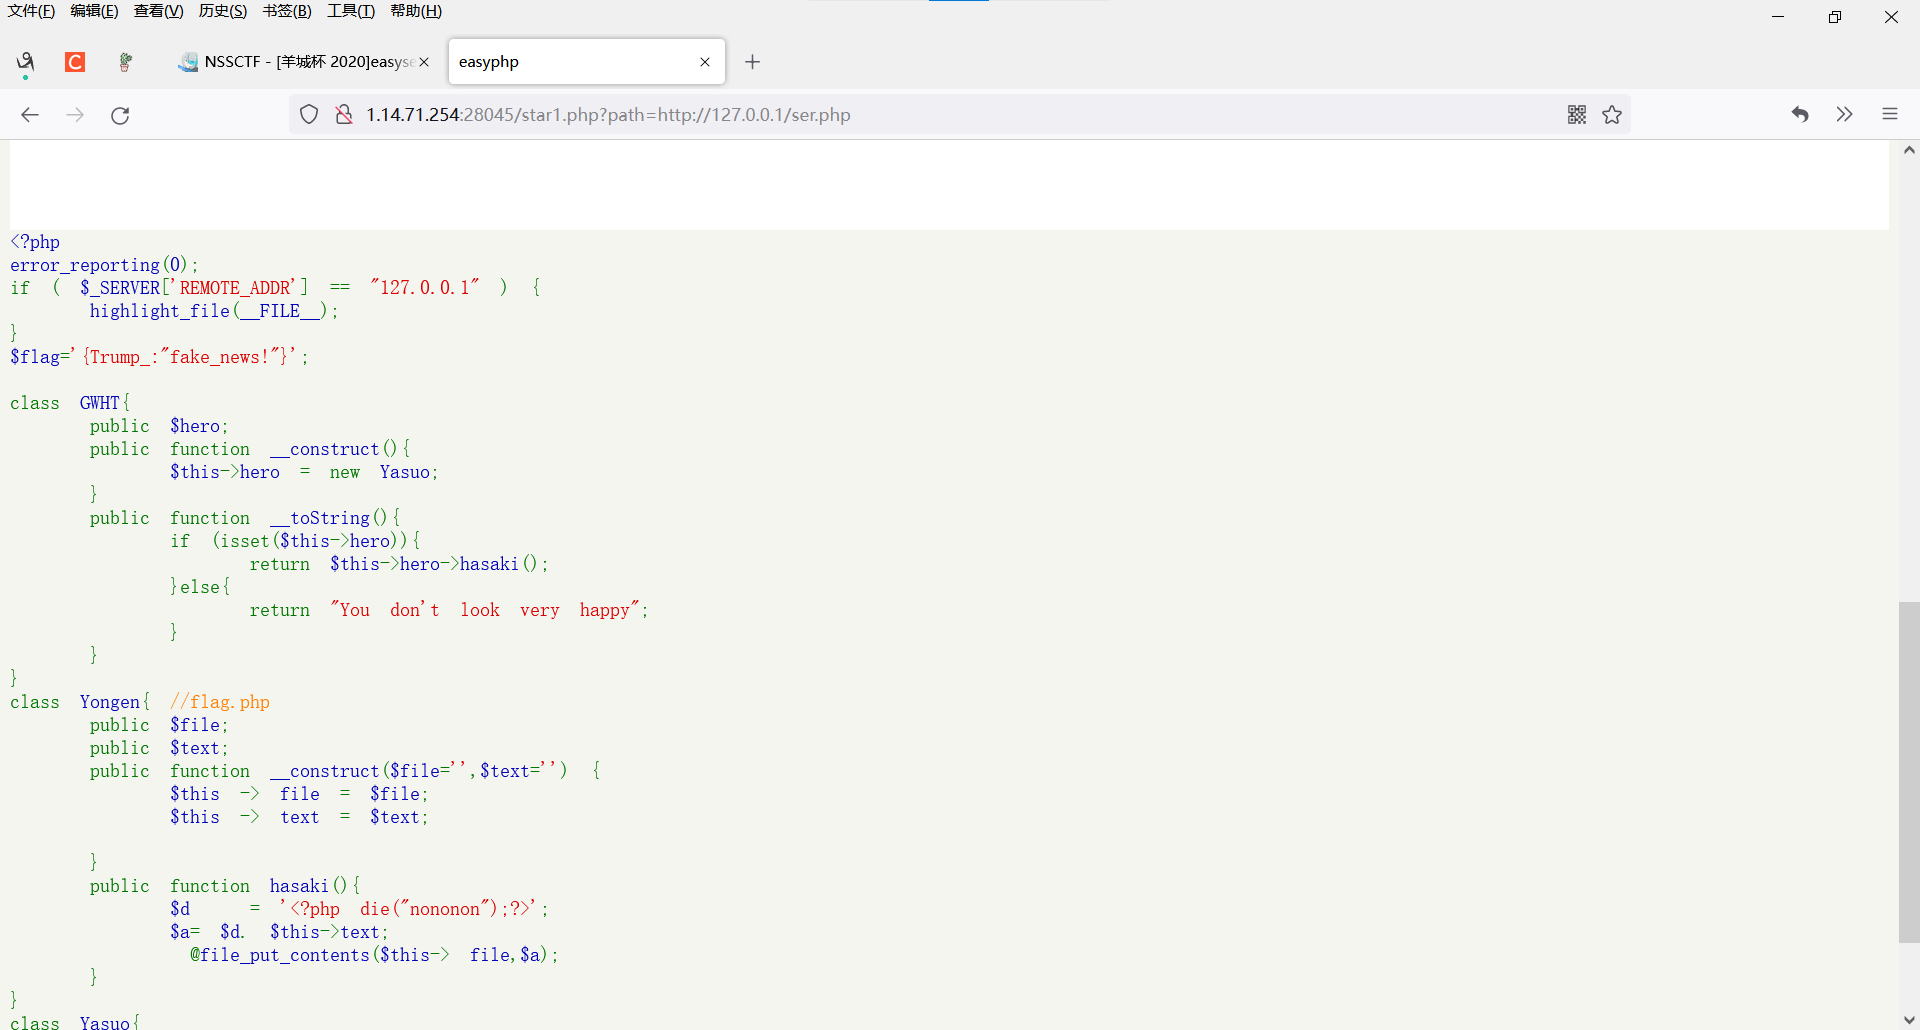 文件(F) 编辑(E) 查看(V) 历史(S) 书签(B) 工具(T) 帮助(H)
C NSSCTF - [羊城杯 2020]easyse easyphp
1.14.71.254:28045/star1.php?path=http://127.0.0.1/ser.php
<?php
error_reporting(0);
if ( $_SERVER['REMOTE_ADDR'] == "127.0.0.1" ) {
highlight_file(__FILE__);
}
$flag='{Trump_:"fake_news!"}';
class GWHT{
public $hero;
public function __construct(){
$this->hero = new Yasuo;
}
public function __toString(){
if (isset($this->hero)){
return $this->hero->hasaki();
}else{
return "You don't look very happy";
}
}
}
class Yongen{ //flag.php
public $file;
public $text;
public function __construct($file='',$text='') {
$this -> file = $file;
$this -> text = $text;
}
public function hasaki(){
$d = '<?php die("nononon");?>';
$a= $d. $this->text;
@file_put_contents($this-> file,$a);
}
}
class Yasuo{